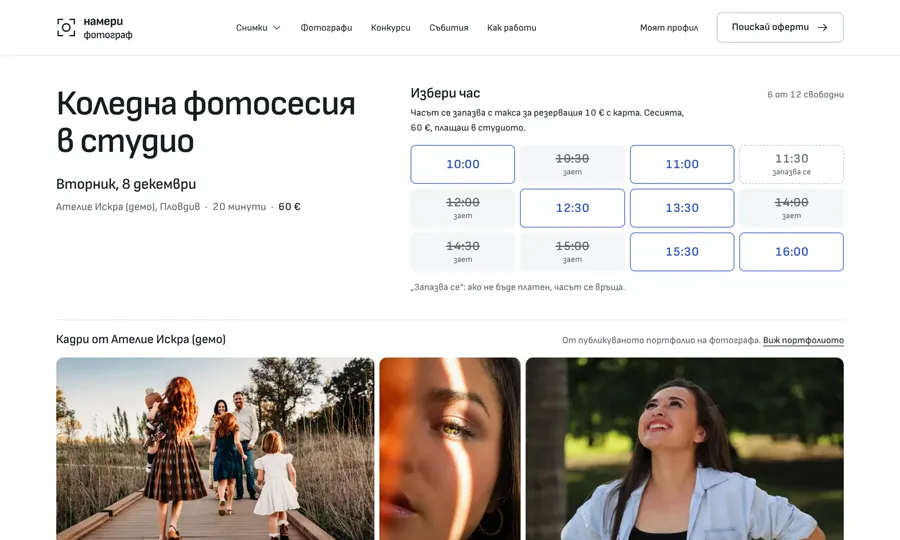 намери
фотограф
Снимки
Фотографи
Конкурси
Събития
Как работи
Моят профил
Поискай оферти
Коледна фотосесия
в студио
Вторник, 8 декември
Ателие Искра (демо), Пловдив · 20 минути · 60 €
Избери час
6 от 12 свободни
Часът се запазва с такса за резервация 10 € с карта. Сесията,
60 €, плащаш в студиото.
10:00
10:30
зает
11:00
11:30
запазва се
12:00
зает
12:30
13:30
14:00
зает
14:30
зает
15:00
зает
15:30
16:00
„Запазва се“: ако не бъде платен, часът се връща.
Кадри от Ателие Искра (демо)
От публикуваното портфолио на фотографа. Виж портфолиото